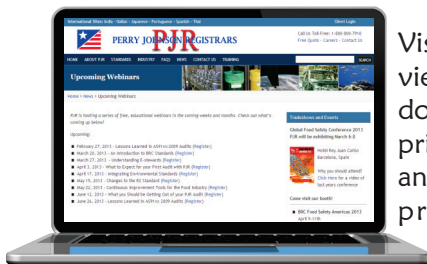 International Sites: India - Italian - Japanese - Portuguese - Spanish - Thai
Client Login
PERRY JOHNSON REGISTRARS
PJR
Call Us Toll-Free: 1-800-800-7910
Free Quote - Careers - Contact Us
HOME ABOUT PJR STANDARDS INDUSTRY FAQS NEWS CONTACT US TRAINING
SEARCH
Upcoming Webinars
Home > News > Upcoming Webinars
PJR is hosting a series of free, educational webinars in the coming weeks and months. Check out what's
coming up below!
Upcoming:
February 27, 2013 - Lessons Learned in ASM vs 2009 Audits (Register)
March 20, 2013 - An Introduction to BRC Standards (Register)
March 27, 2013 - Understanding E-stewards (Register)
April 3, 2013 - What to Expect for your First Audit with PJR (Register)
April 17, 2013 - Integrating Environmental Standards (Register)
May 15, 2013 - Changes to the R2 Standard (Register)
May 22, 2013 - Continuous Improvement Tools for the Food Industry (Register)
June 12, 2013 - What you Should be Getting Out of your PJR audit (Register)
June 26, 2013 - Lessons Learned in ASM vs 2009 Audits (Register)
Tradeshows and Events
Global Food Safety Conference 2013
PJR will be exhibiting March 6-8
Hotel Rey Juan Carlos
Barcelona, Spain
Why you should attend!
Click Here for a video of
last years conference
Come visit our booth!
BRC Food Safety Americas 2013
April 9-11th
Vis
vie
do
pri
an
pr